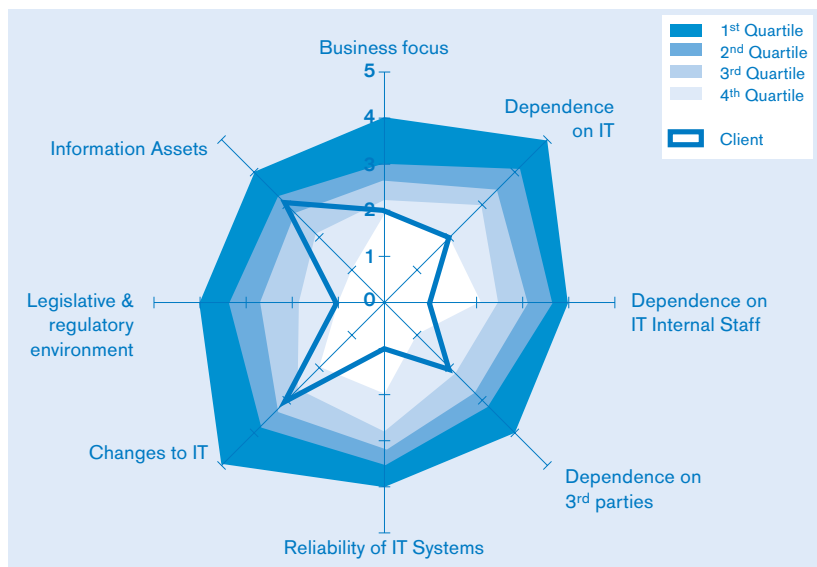 Business focus
5
4
3
2
1
0
Dependence
on IT
Dependence on
IT Internal Staff
Dependence on
3rd parties
Reliability of IT Systems
Changes to IT
Legislative &
regulatory
environment
Information Assets
1st Quartile
2nd Quartile
3rd Quartile
4th Quartile
Client